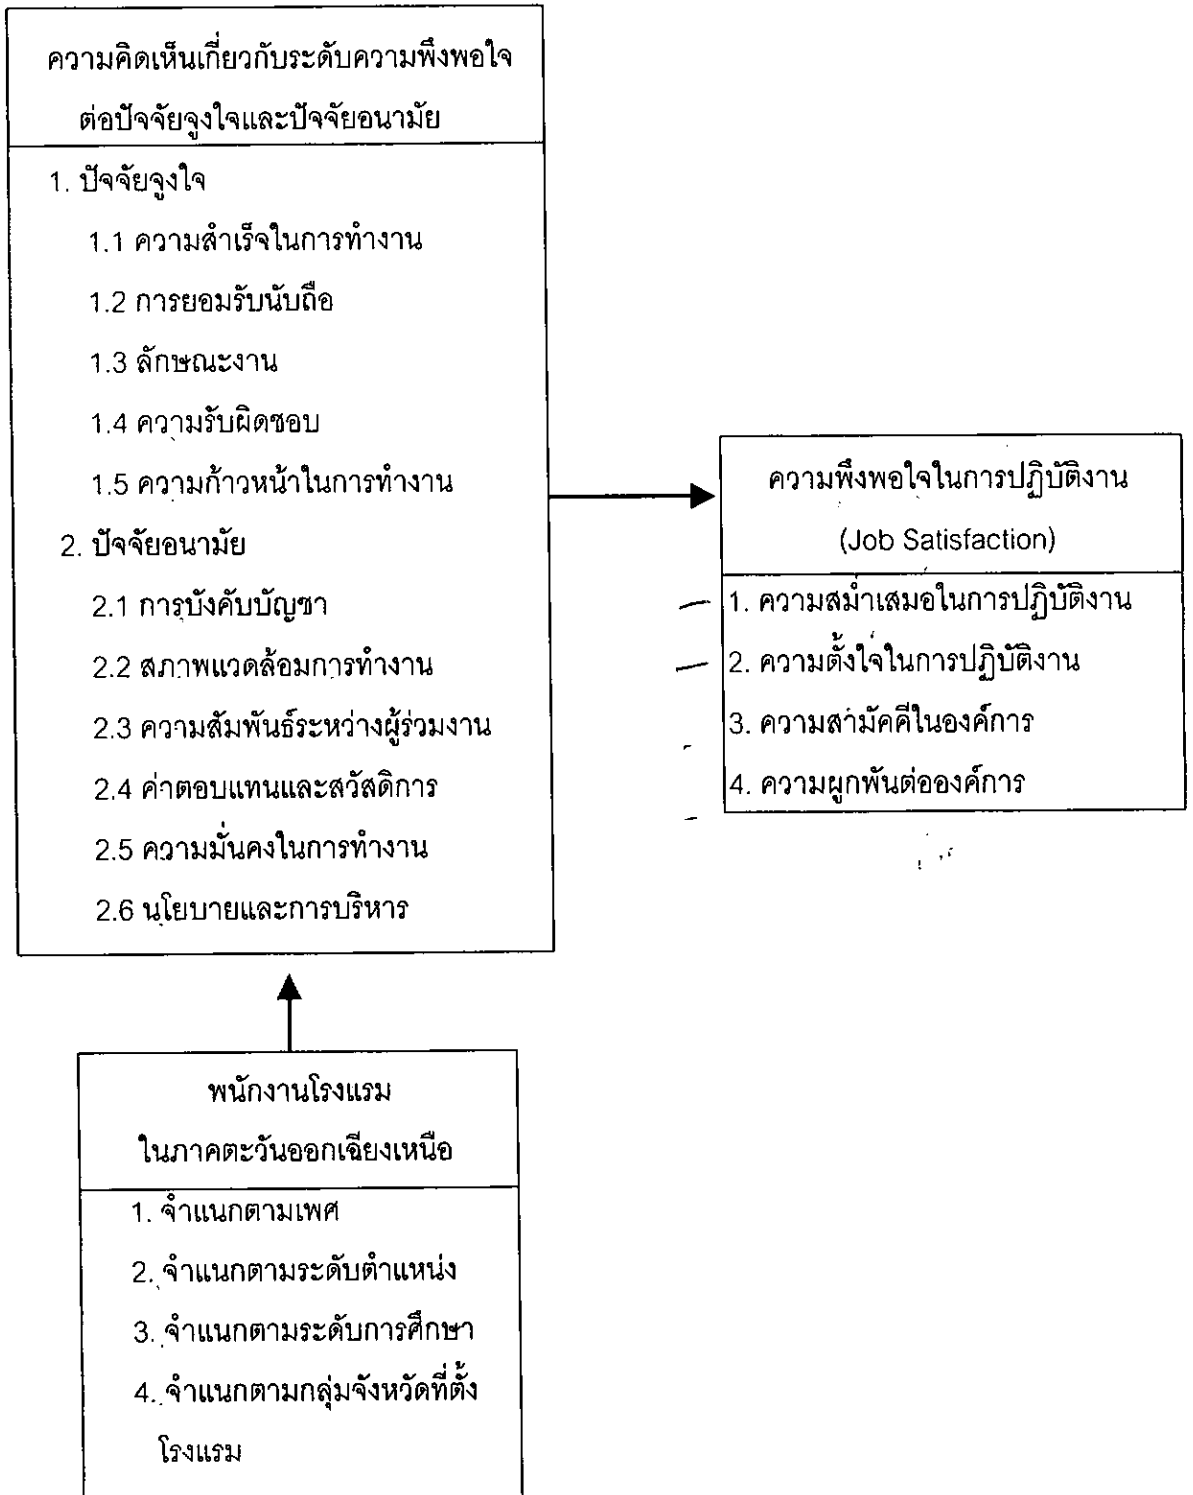 ความคิดเห็นเกี่ยวกับระดับความพึงพอใจ
ต่อปัจจัยจูงใจและปัจจัยอนามัย
1. ปัจจัยจูงใจ
1.1 ความสำเร็จในการทำงาน
1.2 การยอมรับนับถือ
1.3 ลักษณะงาน
1.4 ความรับผิดชอบ
1.5 ความก้าวหน้าในการทำงาน
2. ปัจจัยอนามัย
2.1 การบังคับบัญชา
2.2 สภาพแวดล้อมการทำงาน
2.3 ความสัมพันธ์ระหว่างผู้ร่วมงาน
2.4 ค่าตอบแทนและสวัสดิการ
2.5 ความมั่นคงในการทำงาน
2.6 นโยบายและการบริหาร
ความพึงพอใจในการปฏิบัติงาน
(Job Satisfaction)
1. ความสม่ำเสมอในการปฏิบัติงาน
2. ความตั้งใจในการปฏิบัติงาน
3. ความสามัคคีในองค์การ
4. ความผูกพันต่อองค์การ
พนักงานโรงแรม
ในภาคตะวันออกเฉียงเหนือ
1. จำแนกตามเพศ
2. จำแนกตามระดับตำแหน่ง
3. จำแนกตามระดับการศึกษา
4. จำแนกตามกลุ่มจังหวัดที่ตั้ง
โรงแรม